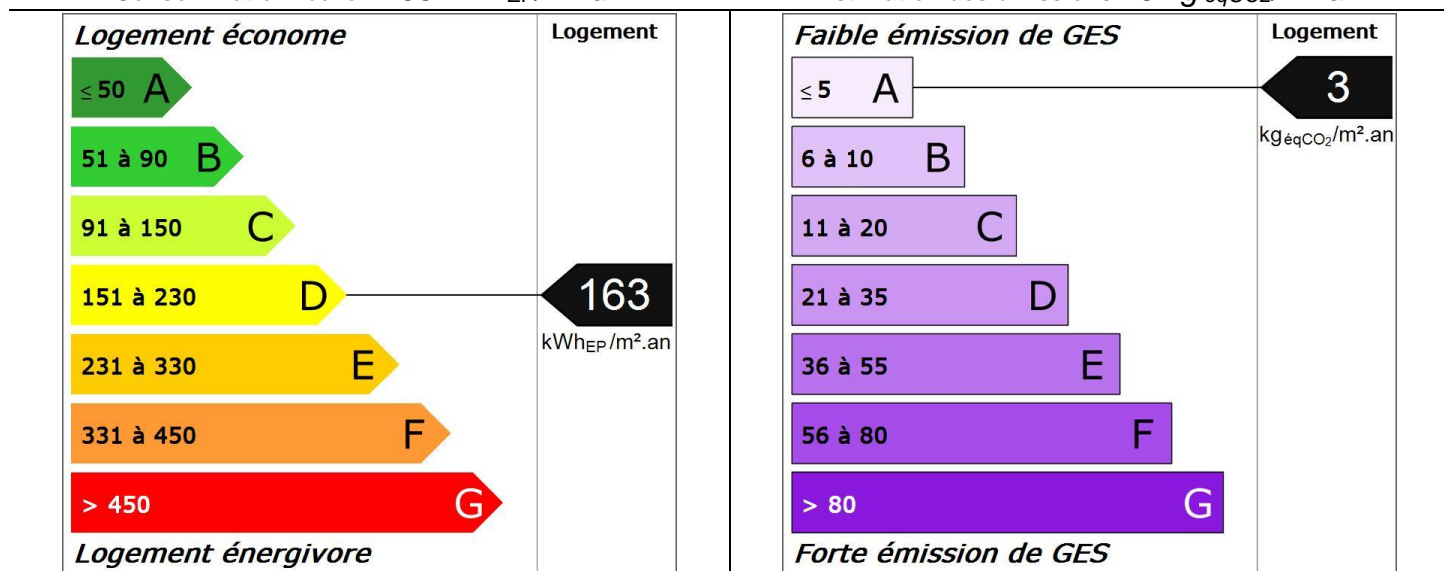 Logement économe Logement
≤ 50 A
51 à 90 B
91 à 150 C
151 à 230 D 163
kWhEP/m².an
231 à 330 E
331 à 450 F
> 450 G
Logement énergivore
Faible émission de GES Logement
≤ 5 A 3
kgéqCO2/m².an
6 à 10 B
11 à 20 C
21 à 35 D
36 à 55 E
56 à 80 F
> 80 G
Forte émission de GES